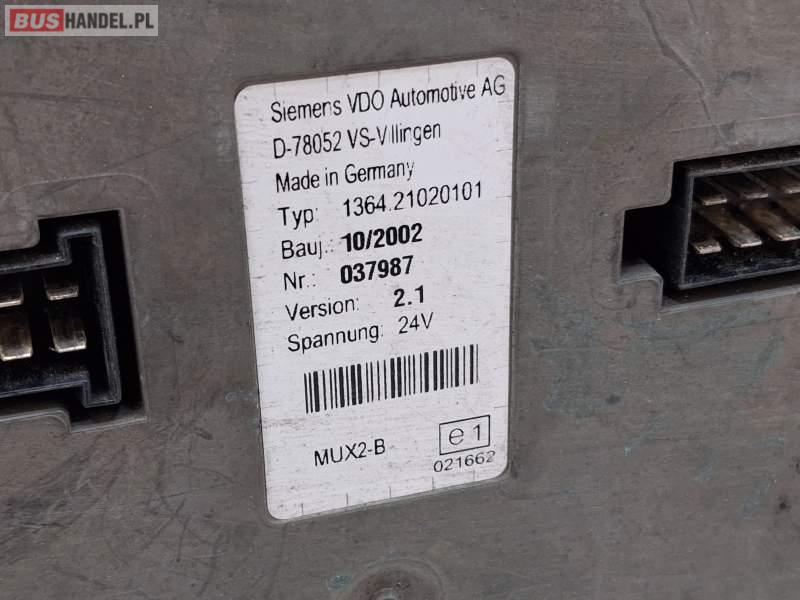 BUSHANDEL.PL
Siemens VDO Automotive AG
D-78052 VS-Villingen
Made in Germany
Typ: 1364.21020101
Bauj.: 10/2002
Nr.: 037987
Version: 2.1
Spannung: 24V
MUX2-B
e1
021662